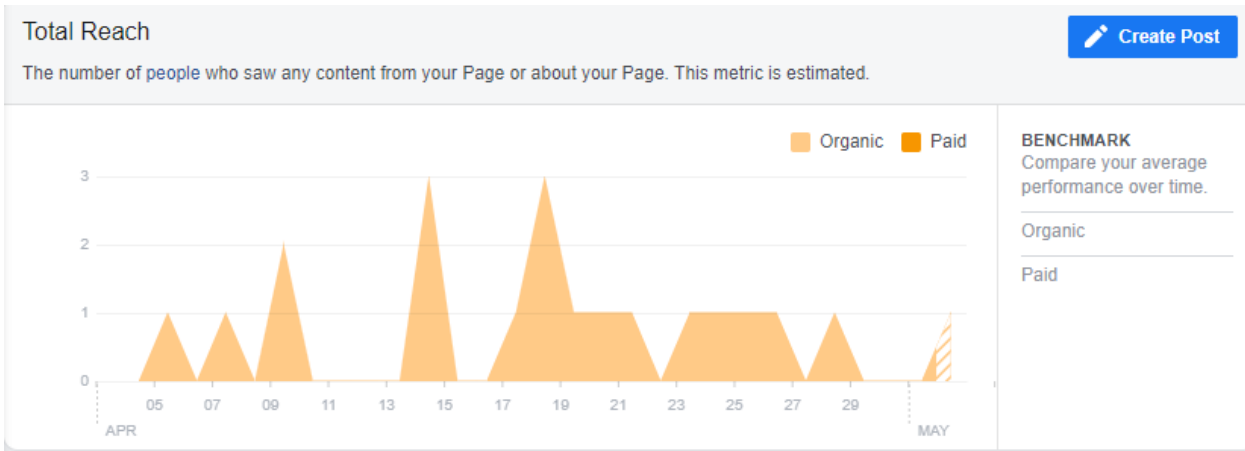 Total Reach
Create Post
The number of people who saw any content from your Page or about your Page. This metric is estimated.
Organic
Paid
BENCHMARK
Compare your average
performance over time.
Organic
Paid
3
2
1
0
05 07 09 11 13 15 17 19 21 23 25 27 29
APR MAY